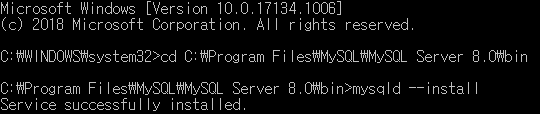 Microsoft Windows [Version 10.0.17134.1006]
(c) 2018 Microsoft Corporation. All rights reserved.
C:₩WINDOWS₩system32>cd C:₩Program Files₩MySQL₩MySQL Server 8.0₩bin
C:₩Program Files₩MySQL₩MySQL Server 8.0₩bin>mysqld --install
Service successfully installed.